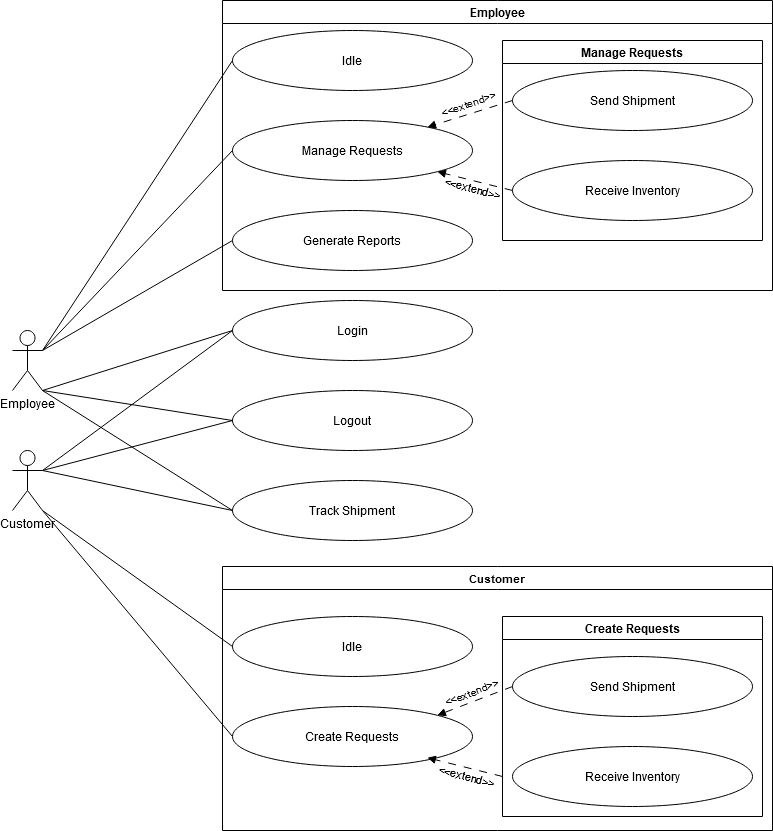 Employee
Idle
Manage Requests
<<extend>>
Send Shipment
Manage Requests
<<extend>>
Receive Inventory
Generate Reports
Login
Employee
Logout
Track Shipment
Customer
Customer
Idle
Create Requests
<<extend>>
Send Shipment
Create Requests
<<extend>>
Receive Inventory